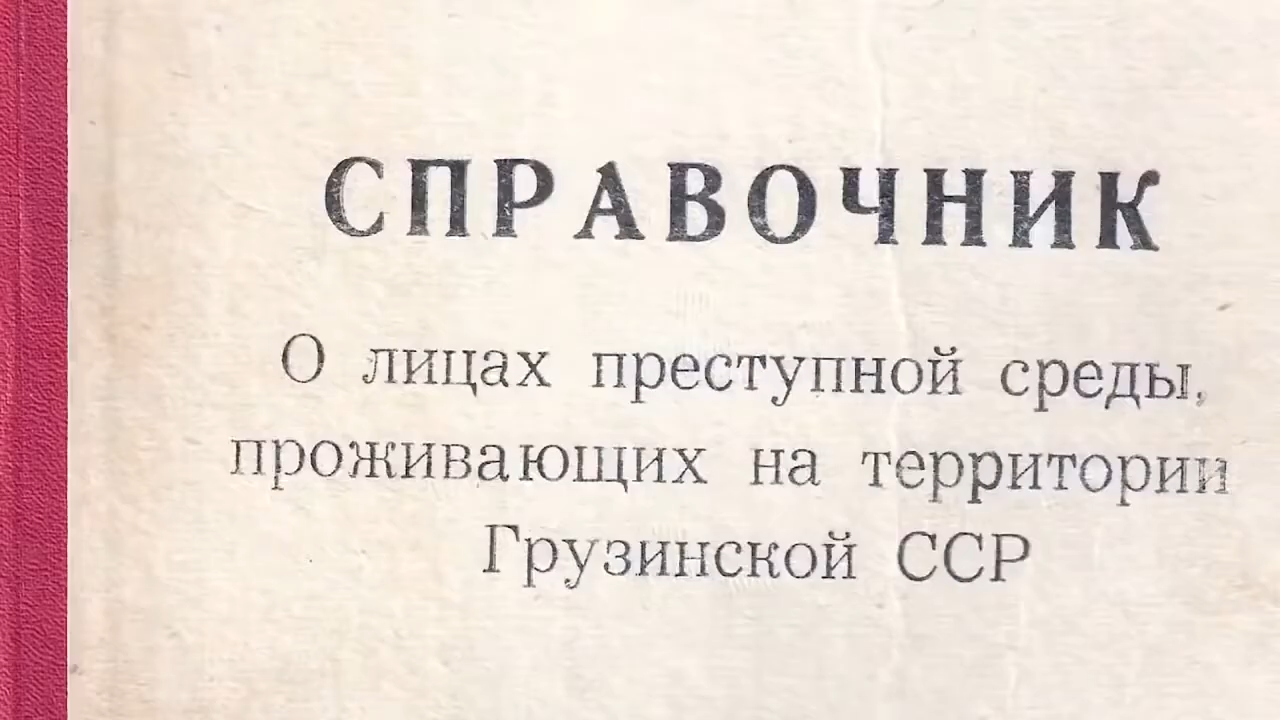 СПРАВОЧНИК
О лицах преступной среды,
проживающих на территории
Грузинской ССР